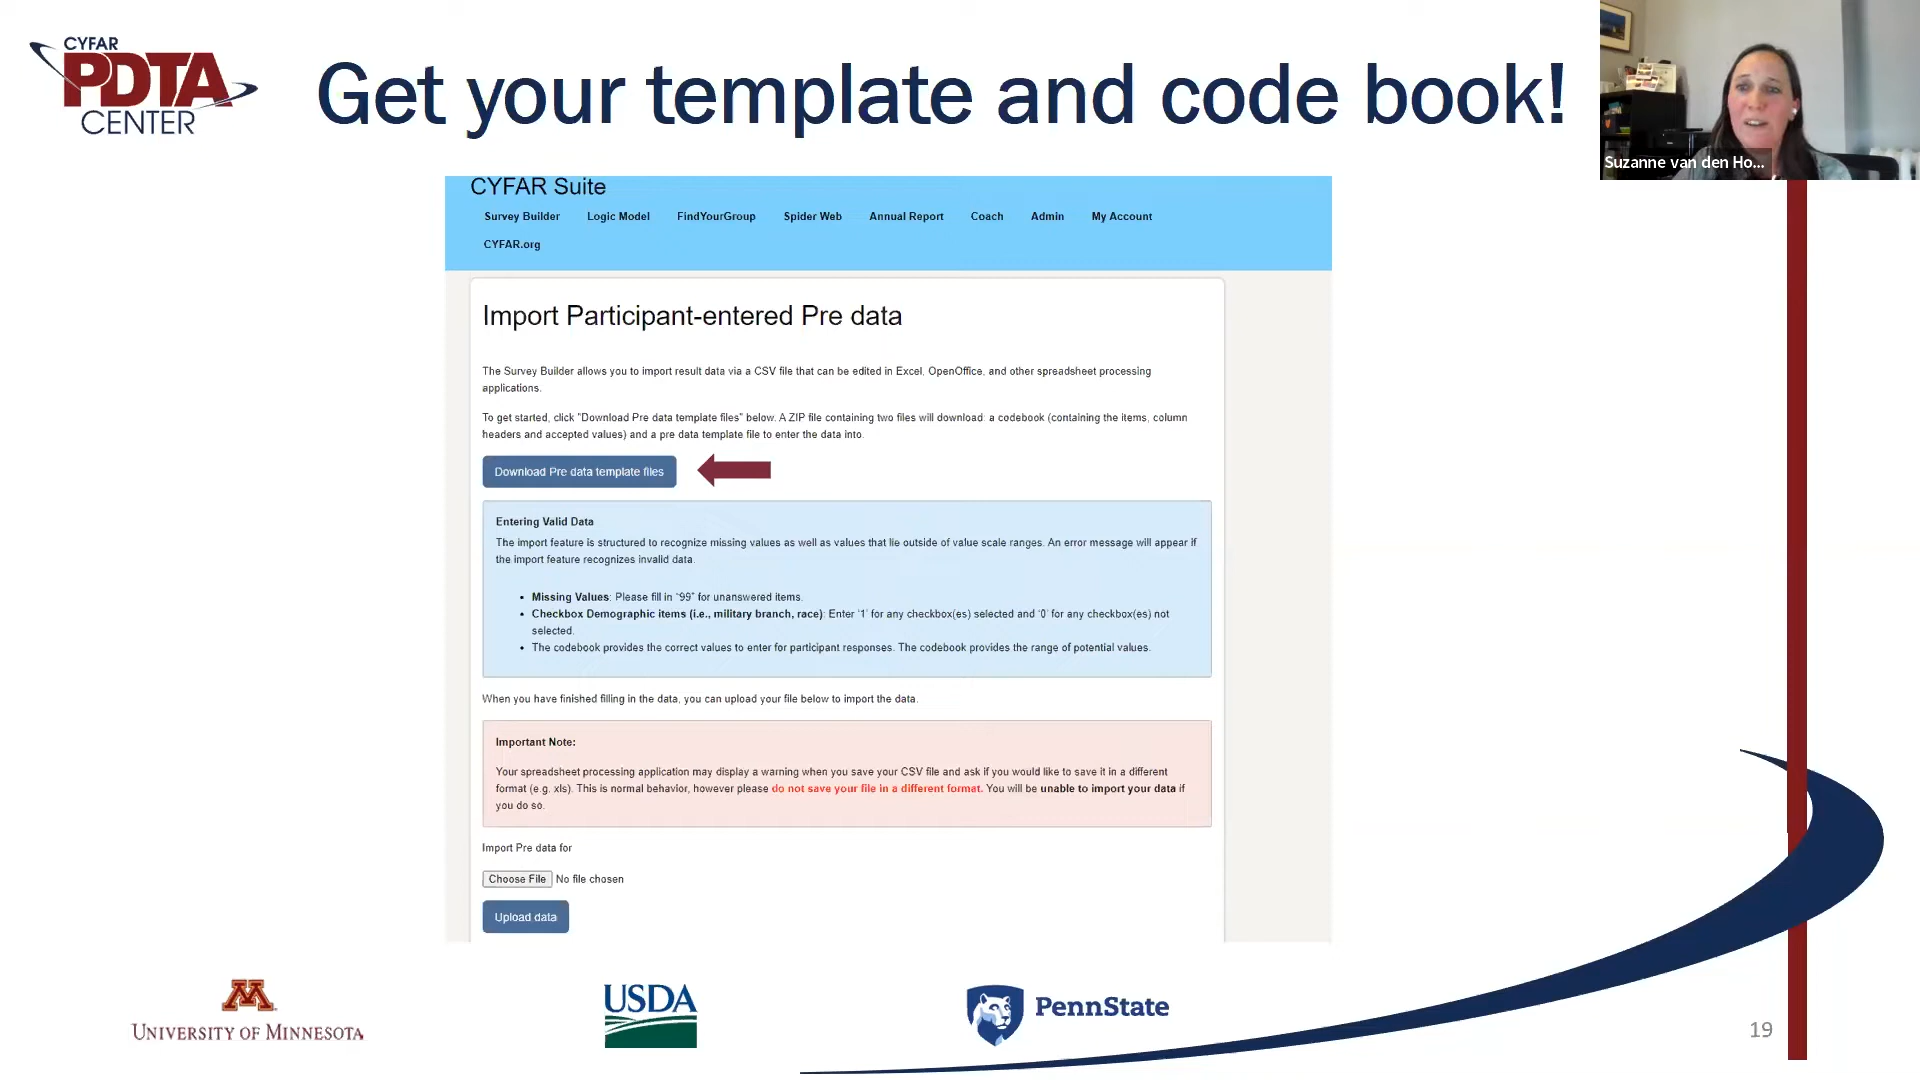 CYFAR
PDTA
CENTER
Get your template and code book!
Suzanne van den Ho...
CYFAR Suite
Survey Builder Logic Model FindYourGroup Spider Web Annual Report Coach Admin My Account
CYFAR.org
Import Participant-entered Pre data
The Survey Builder allows you to import result data via a CSV file that can be edited in Excel, OpenOffice, and other spreadsheet processing
applications.
To get started, click "Download Pre data template files" below. A ZIP file containing two files will download: a codebook (containing the items, column
headers and accepted values) and a pre data template file to enter the data into.
Download Pre data template files
Entering Valid Data
The import feature is structured to recognize missing values as well as values that lie outside of value scale ranges. An error message will appear if
the import feature recognizes invalid data.
• Missing Values: Please fill in "99" for unanswered items.
• Checkbox Demographic items (i.e., military branch, race): Enter '1' for any checkbox(es) selected and '0' for any checkbox(es) not
selected.
• The codebook provides the correct values to enter for participant responses. The codebook provides the range of potential values.
When you have finished filling in the data, you can upload your file below to import the data.
Important Note:
Your spreadsheet processing application may display a warning when you save your CSV file and ask if you would like to save it in a different
format (e.g. xls). This is normal behavior, however please do not save your file in a different format. You will be unable to import your data if
you do so.
Import Pre data for
Choose File No file chosen
Upload data
M
UNIVERSITY OF MINNESOTA
USDA
PennState
19